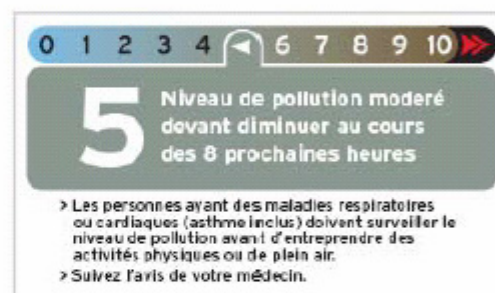 0 1 2 3 4 6 7 8 9 10
5
Niveau de pollution modéré
devant diminuer au cours
des 8 prochaines heures
> Les personnes ayant des maladies respiratoires
ou cardiaques (asthme inclus) doivent surveiller le
niveau de pollution avant d'entreprendre des
activités physiques ou de plein air.
> Suivez l'avis de votre médecin.